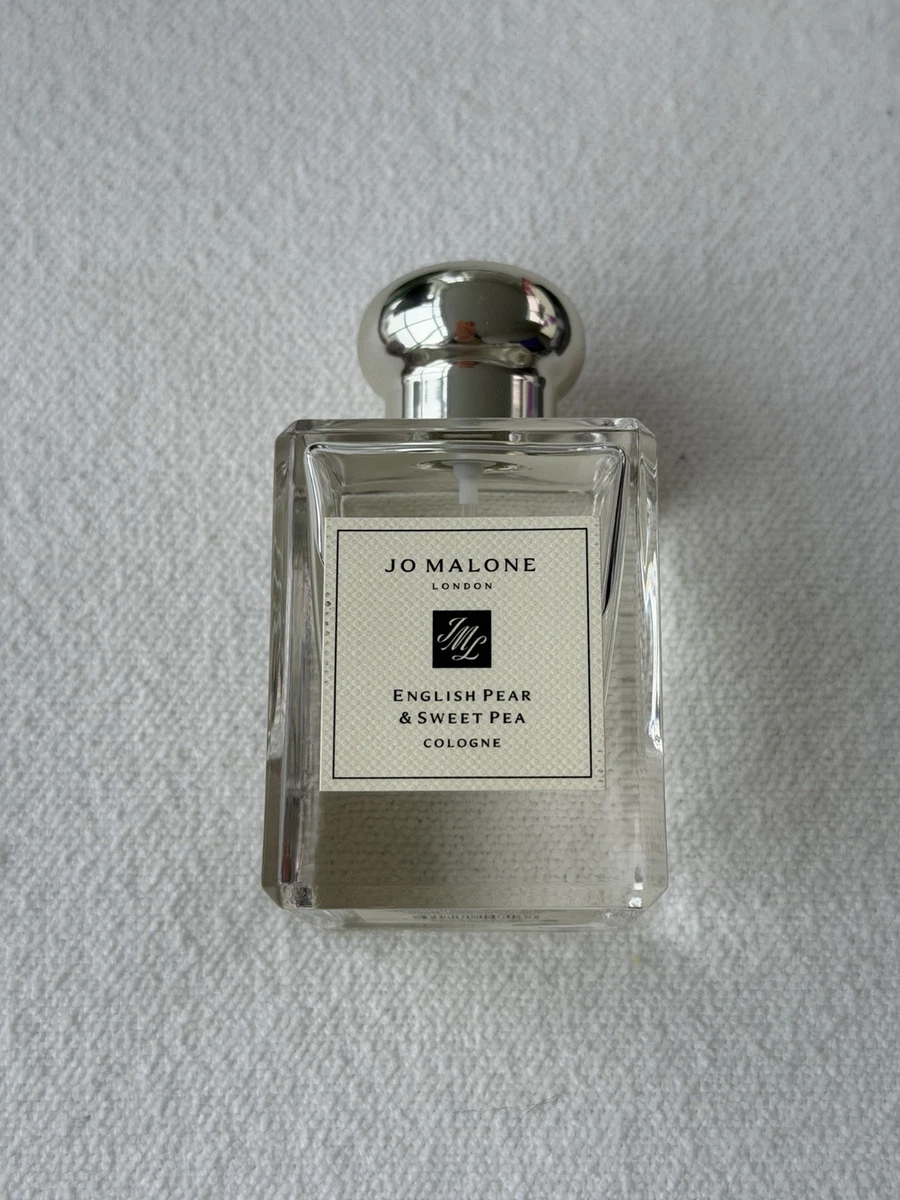 JO MALONE
LONDON
JML
ENGLISH PEAR
& SWEET PEA
COLOGNE